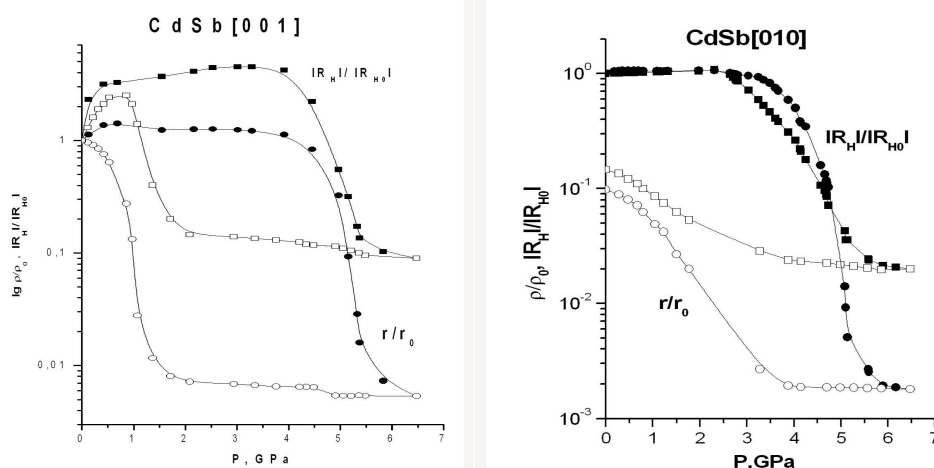 C d S b [ 0 0 1 ]
IR_H I / IR_H0 I
1
0,1
0,01
lg ρ/ρ_0 , IR_H I/ IR_H0 I
r / r_0
0 1 2 3 4 5 6 7
P , G P a
CdSb[010]
10^0
10^-1
10^-2
10^-3
ρ/ρ_0, IR_H I/IR_H0 I
IR_H I/IR_H0 I
r/r_0
0 1 2 3 4 5 6 7
P.GPa